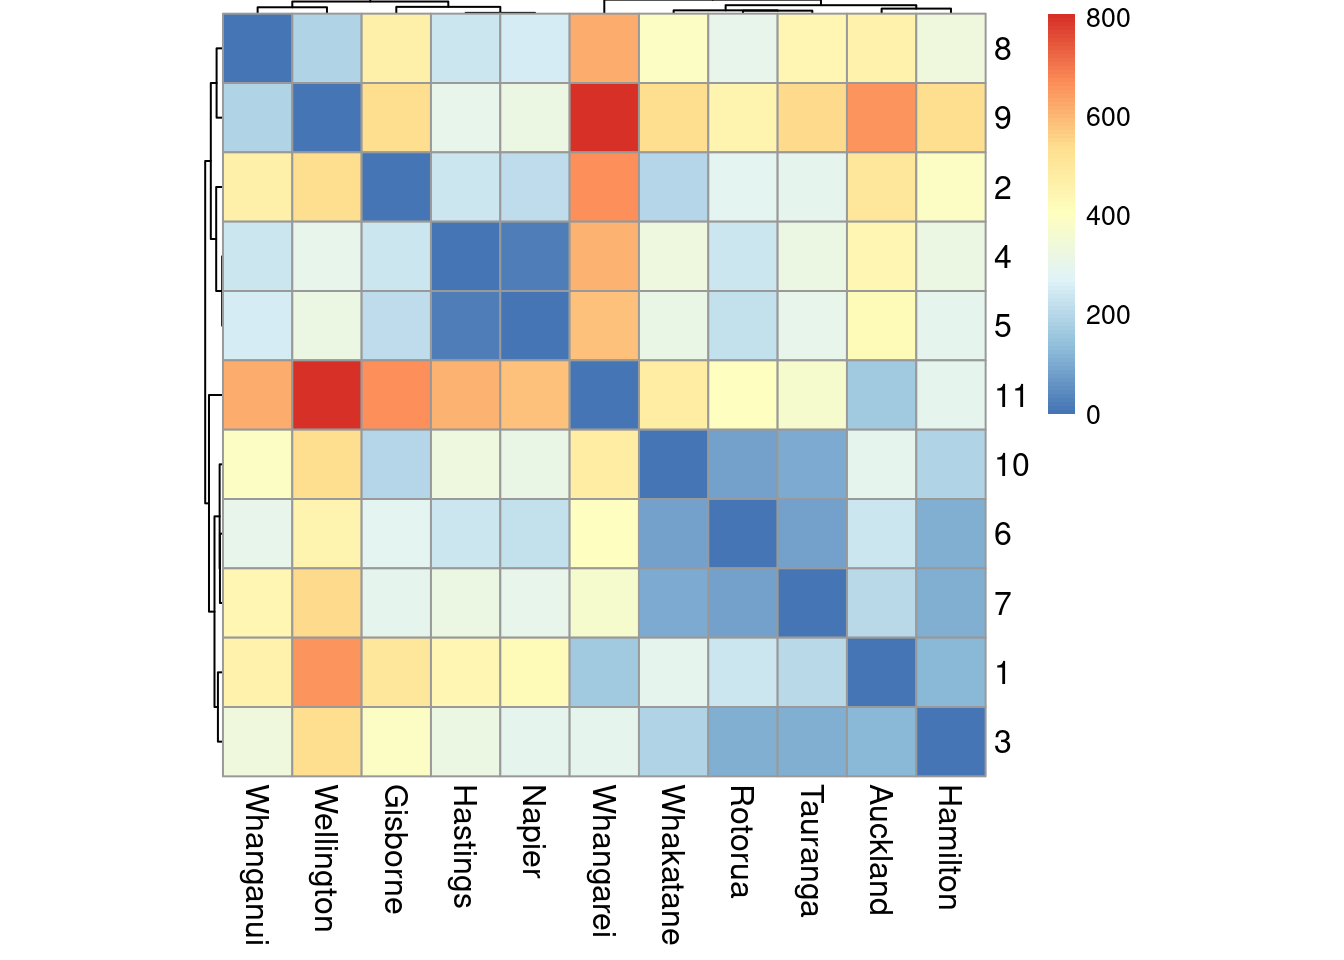 8
9
2
4
5
11
10
6
7
1
3
800
600
400
200
0
Whanganui
Wellington
Gisborne
Hastings
Napier
Whangarei
Whakatane
Rotorua
Tauranga
Auckland
Hamilton